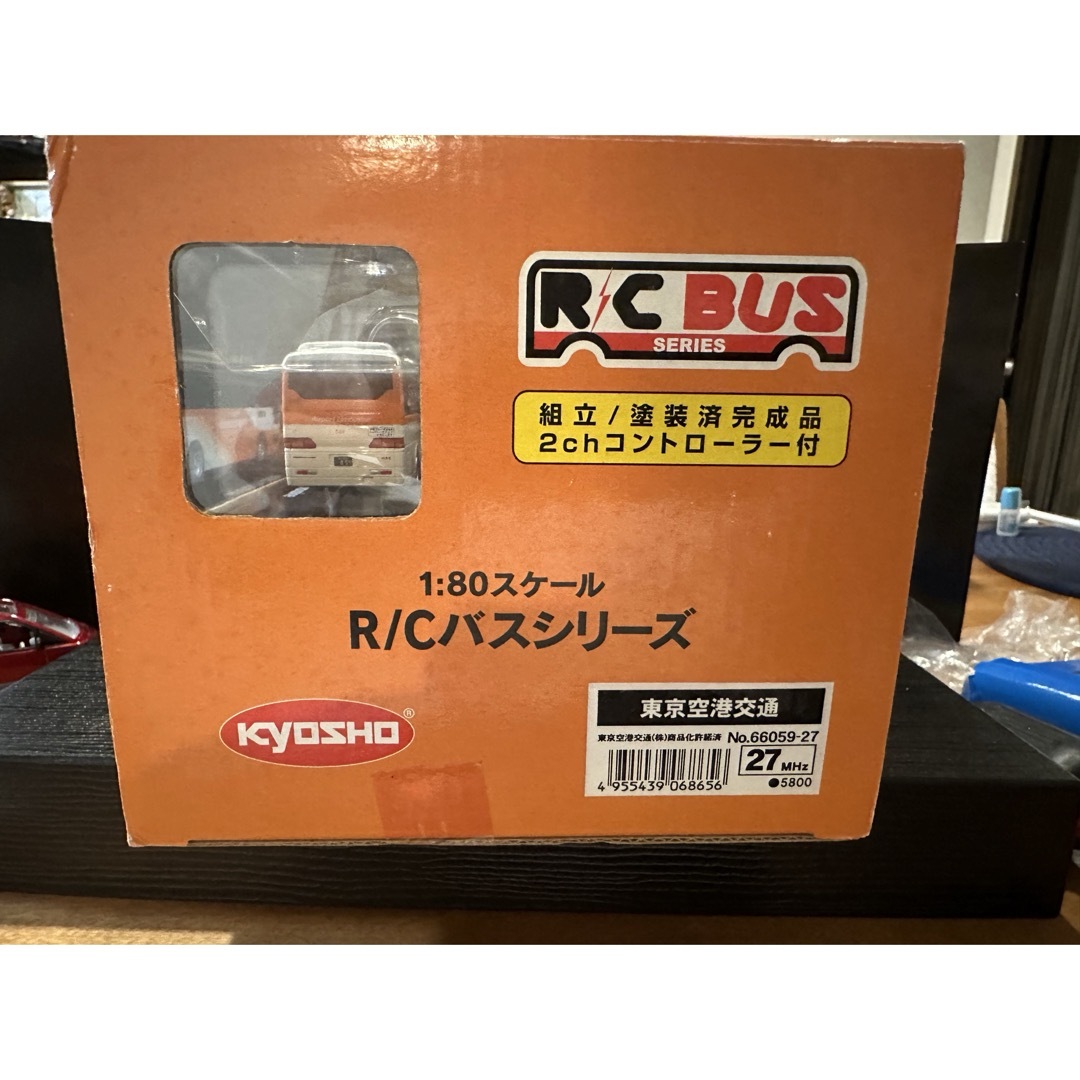 R/C BUS
SERIES
組立/塗装済完成品
2chコントローラー付
1:80スケール
R/Cバスシリーズ
KYOSHO®
東京空港交通
東京空港交通(株)商品化許諾済 No.66059-27
27 MHz
4 955439 068656
●5800